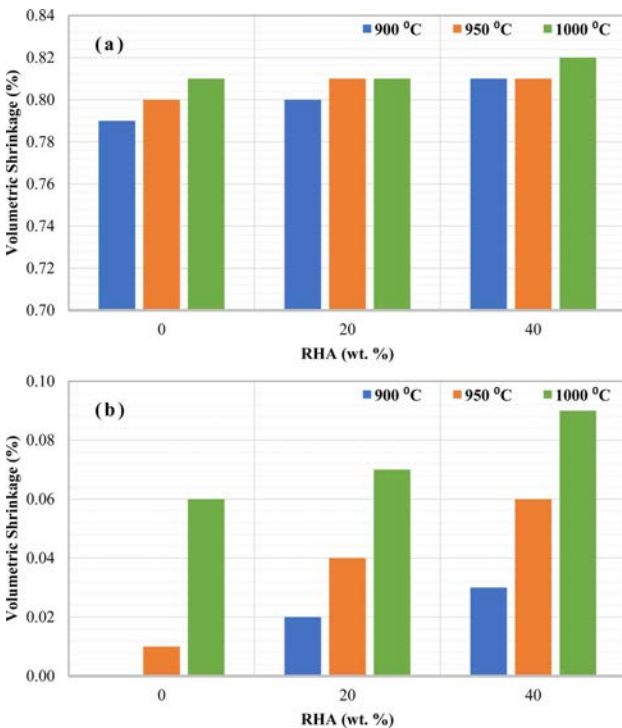 (a)
900 ⁰C 950 ⁰C 1000 ⁰C
Volumetric Shrinkage (%)
0.84
0.82
0.80
0.78
0.76
0.74
0.72
0.70
0 20 40
RHA (wt. %)
(b)
900 ⁰C 950 ⁰C 1000 ⁰C
Volumetric Shrinkage (%)
0.10
0.08
0.06
0.04
0.02
0.00
0 20 40
RHA (wt. %)